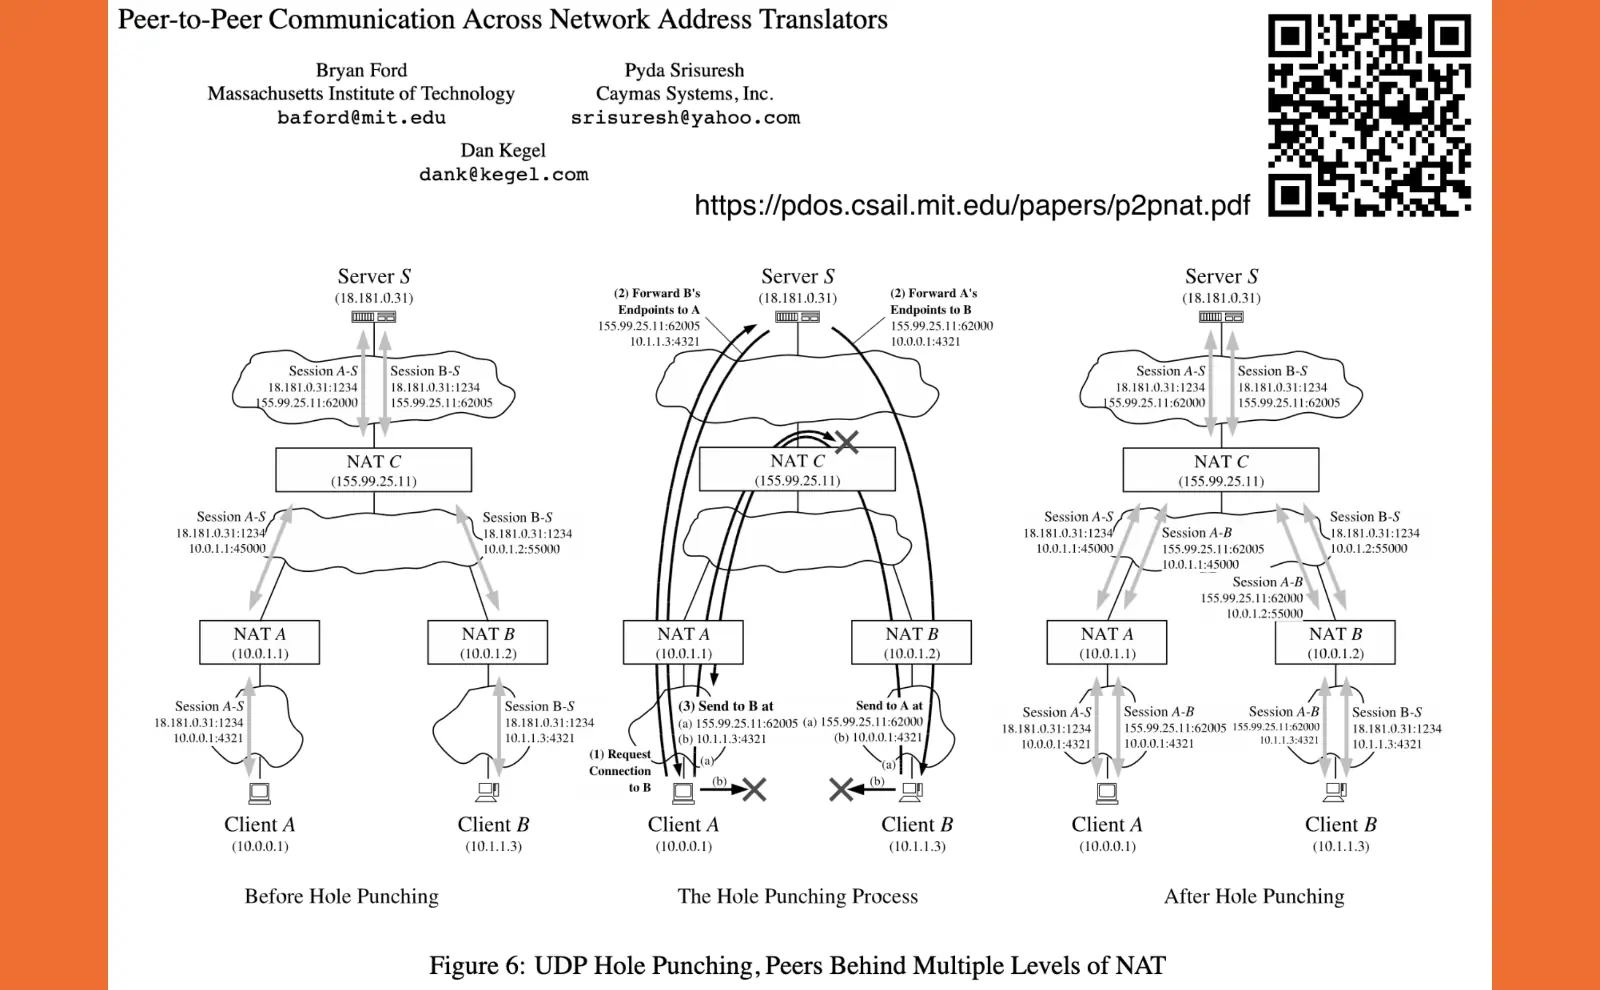 Peer-to-Peer Communication Across Network Address Translators
Bryan Ford
Massachusetts Institute of Technology
baford@mit.edu
Pyda Srisuresh
Caymas Systems, Inc.
srisuresh@yahoo.com
Dan Kegel
dank@kegel.com
https://pdos.csail.mit.edu/papers/p2pnat.pdf
Server S
(18.181.0.31)
Session A-S
18.181.0.31:1234
155.99.25.11:62000
Session B-S
18.181.0.31:1234
155.99.25.11:62005
NAT C
(155.99.25.11)
Session A-S
18.181.0.31:1234
10.0.1.1:45000
Session B-S
18.181.0.31:1234
10.0.1.2:55000
NAT A
(10.0.1.1)
NAT B
(10.0.1.2)
Session A-S
18.181.0.31:1234
10.0.0.1:4321
Session B-S
18.181.0.31:1234
10.1.1.3:4321
Client A
(10.0.0.1)
Client B
(10.1.1.3)
Before Hole Punching
Server S
(18.181.0.31)
(2) Forward B's
Endpoints to A
155.99.25.11:62005
10.1.1.3:4321
(2) Forward A's
Endpoints to B
155.99.25.11:62000
10.0.0.1:4321
NAT C
(155.99.25.11)
NAT A
(10.0.1.1)
NAT B
(10.0.1.2)
(3) Send to B at
(a) 155.99.25.11:62005
(b) 10.1.1.3:4321
Send to A at
(a) 155.99.25.11:62000
(b) 10.0.0.1:4321
(1) Request
Connection
to B
(a)
(b)
(a)
(b)
Client A
(10.0.0.1)
Client B
(10.1.1.3)
The Hole Punching Process
Server S
(18.181.0.31)
Session A-S
18.181.0.31:1234
155.99.25.11:62000
Session B-S
18.181.0.31:1234
155.99.25.11:62005
NAT C
(155.99.25.11)
Session A-S
18.181.0.31:1234
10.0.1.1:45000
Session A-B
155.99.25.11:62005
10.0.1.1:45000
Session B-S
18.181.0.31:1234
10.0.1.2:55000
Session A-B
155.99.25.11:62000
10.0.1.2:55000
NAT A
(10.0.1.1)
NAT B
(10.0.1.2)
Session A-S
18.181.0.31:1234
10.0.0.1:4321
Session A-B
155.99.25.11:62005
10.0.0.1:4321
Session A-B
155.99.25.11:62000
10.1.1.3:4321
Session B-S
18.181.0.31:1234
10.1.1.3:4321
Client A
(10.0.0.1)
Client B
(10.1.1.3)
After Hole Punching
Figure 6: UDP Hole Punching, Peers Behind Multiple Levels of NAT